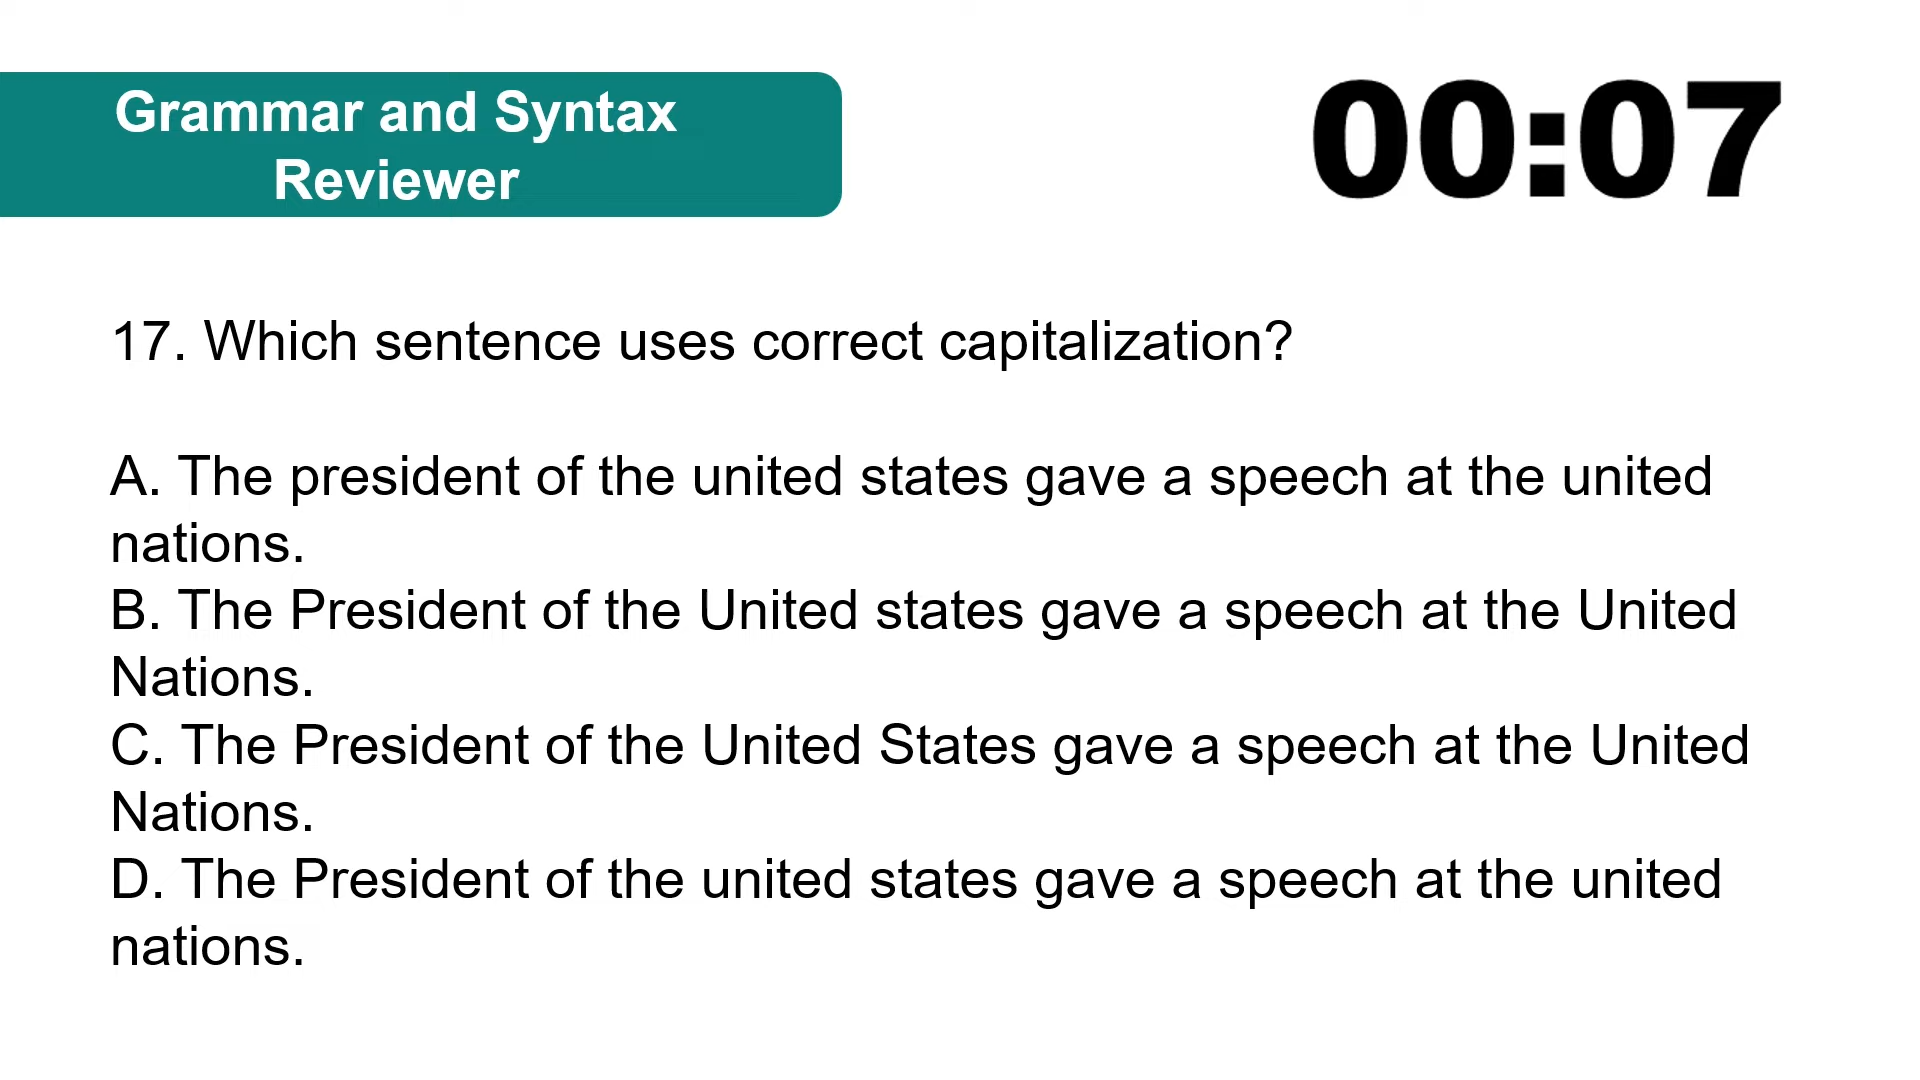 Grammar and Syntax
Reviewer
00:07
17. Which sentence uses correct capitalization?
A. The president of the united states gave a speech at the united
nations.
B. The President of the United states gave a speech at the United
Nations.
C. The President of the United States gave a speech at the United
Nations.
D. The President of the united states gave a speech at the united
nations.